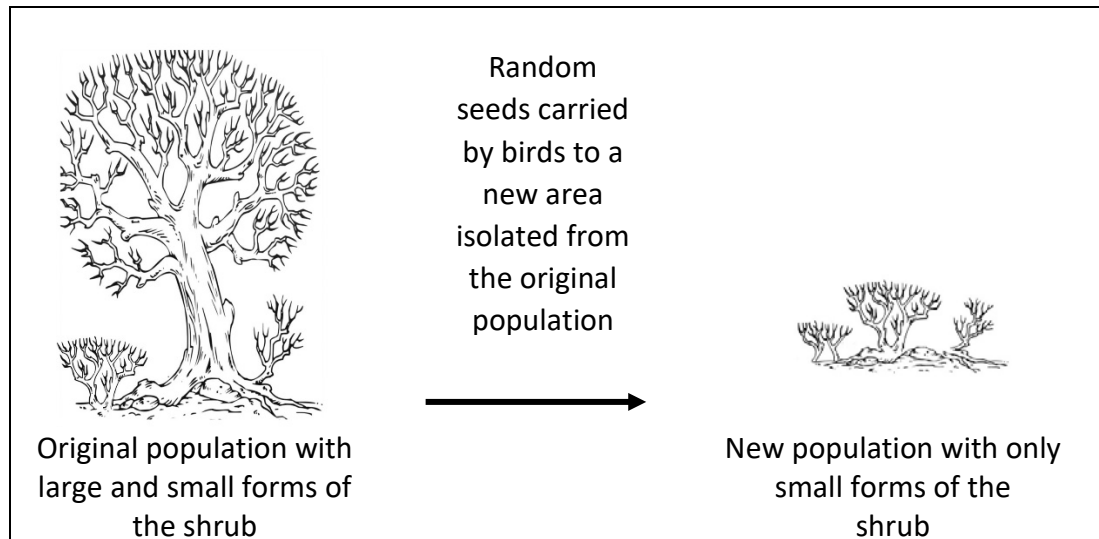 Random
seeds carried
by birds to a
new area
isolated from
the original
population
Original population with
large and small forms of
the shrub
New population with only
small forms of the
shrub